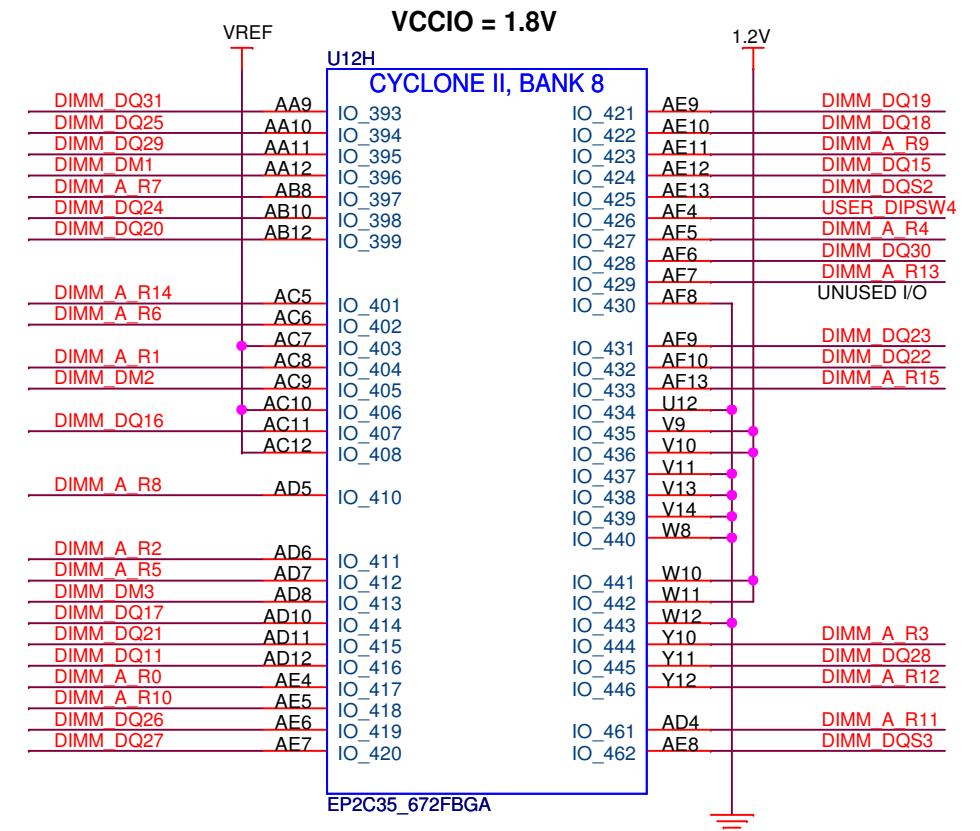 VCCIO = 1.8V
VREF
1.2V
U12H
CYCLONE II, BANK 8
DIMM_DQ31 AA9 IO_393 IO_421 AE9 DIMM_DQ19
DIMM_DQ25 AA10 IO_394 IO_422 AE10 DIMM_DQ18
DIMM_DQ29 AA11 IO_395 IO_423 AE11 DIMM_A_R9
DIMM_DM1 AA12 IO_396 IO_424 AE12 DIMM_DQ15
DIMM_A_R7 AB8 IO_397 IO_425 AE13 DIMM_DQS2
DIMM_DQ24 AB10 IO_398 IO_426 AF4 USER_DIPSW4
DIMM_DQ20 AB12 IO_399 IO_427 AF5 DIMM_A_R4
IO_428 AF6 DIMM_DQ30
IO_429 AF7 DIMM_A_R13
DIMM_A_R14 AC5 IO_401 IO_430 AF8 UNUSED I/O
DIMM_A_R6 AC6 IO_402
AC7 IO_403 IO_431 AF9 DIMM_DQ23
DIMM_A_R1 AC8 IO_404 IO_432 AF10 DIMM_DQ22
DIMM_DM2 AC9 IO_405 IO_433 AF13 DIMM_A_R15
AC10 IO_406 IO_434 U12
DIMM_DQ16 AC11 IO_407 IO_435 V9
AC12 IO_408 IO_436 V10
IO_437 V11
DIMM_A_R8 AD5 IO_410 IO_438 V13
IO_439 V14
IO_440 W8
DIMM_A_R2 AD6 IO_411
DIMM_A_R5 AD7 IO_412 IO_441 W10
DIMM_DM3 AD8 IO_413 IO_442 W11
DIMM_DQ17 AD10 IO_414 IO_443 W12
DIMM_DQ21 AD11 IO_415 IO_444 Y10 DIMM_A_R3
DIMM_DQ11 AD12 IO_416 IO_445 Y11 DIMM_DQ28
DIMM_A_R0 AE4 IO_417 IO_446 Y12 DIMM_A_R12
DIMM_A_R10 AE5 IO_418
DIMM_DQ26 AE6 IO_419 IO_461 AD4 DIMM_A_R11
DIMM_DQ27 AE7 IO_420 IO_462 AE8 DIMM_DQS3
EP2C35_672FBGA